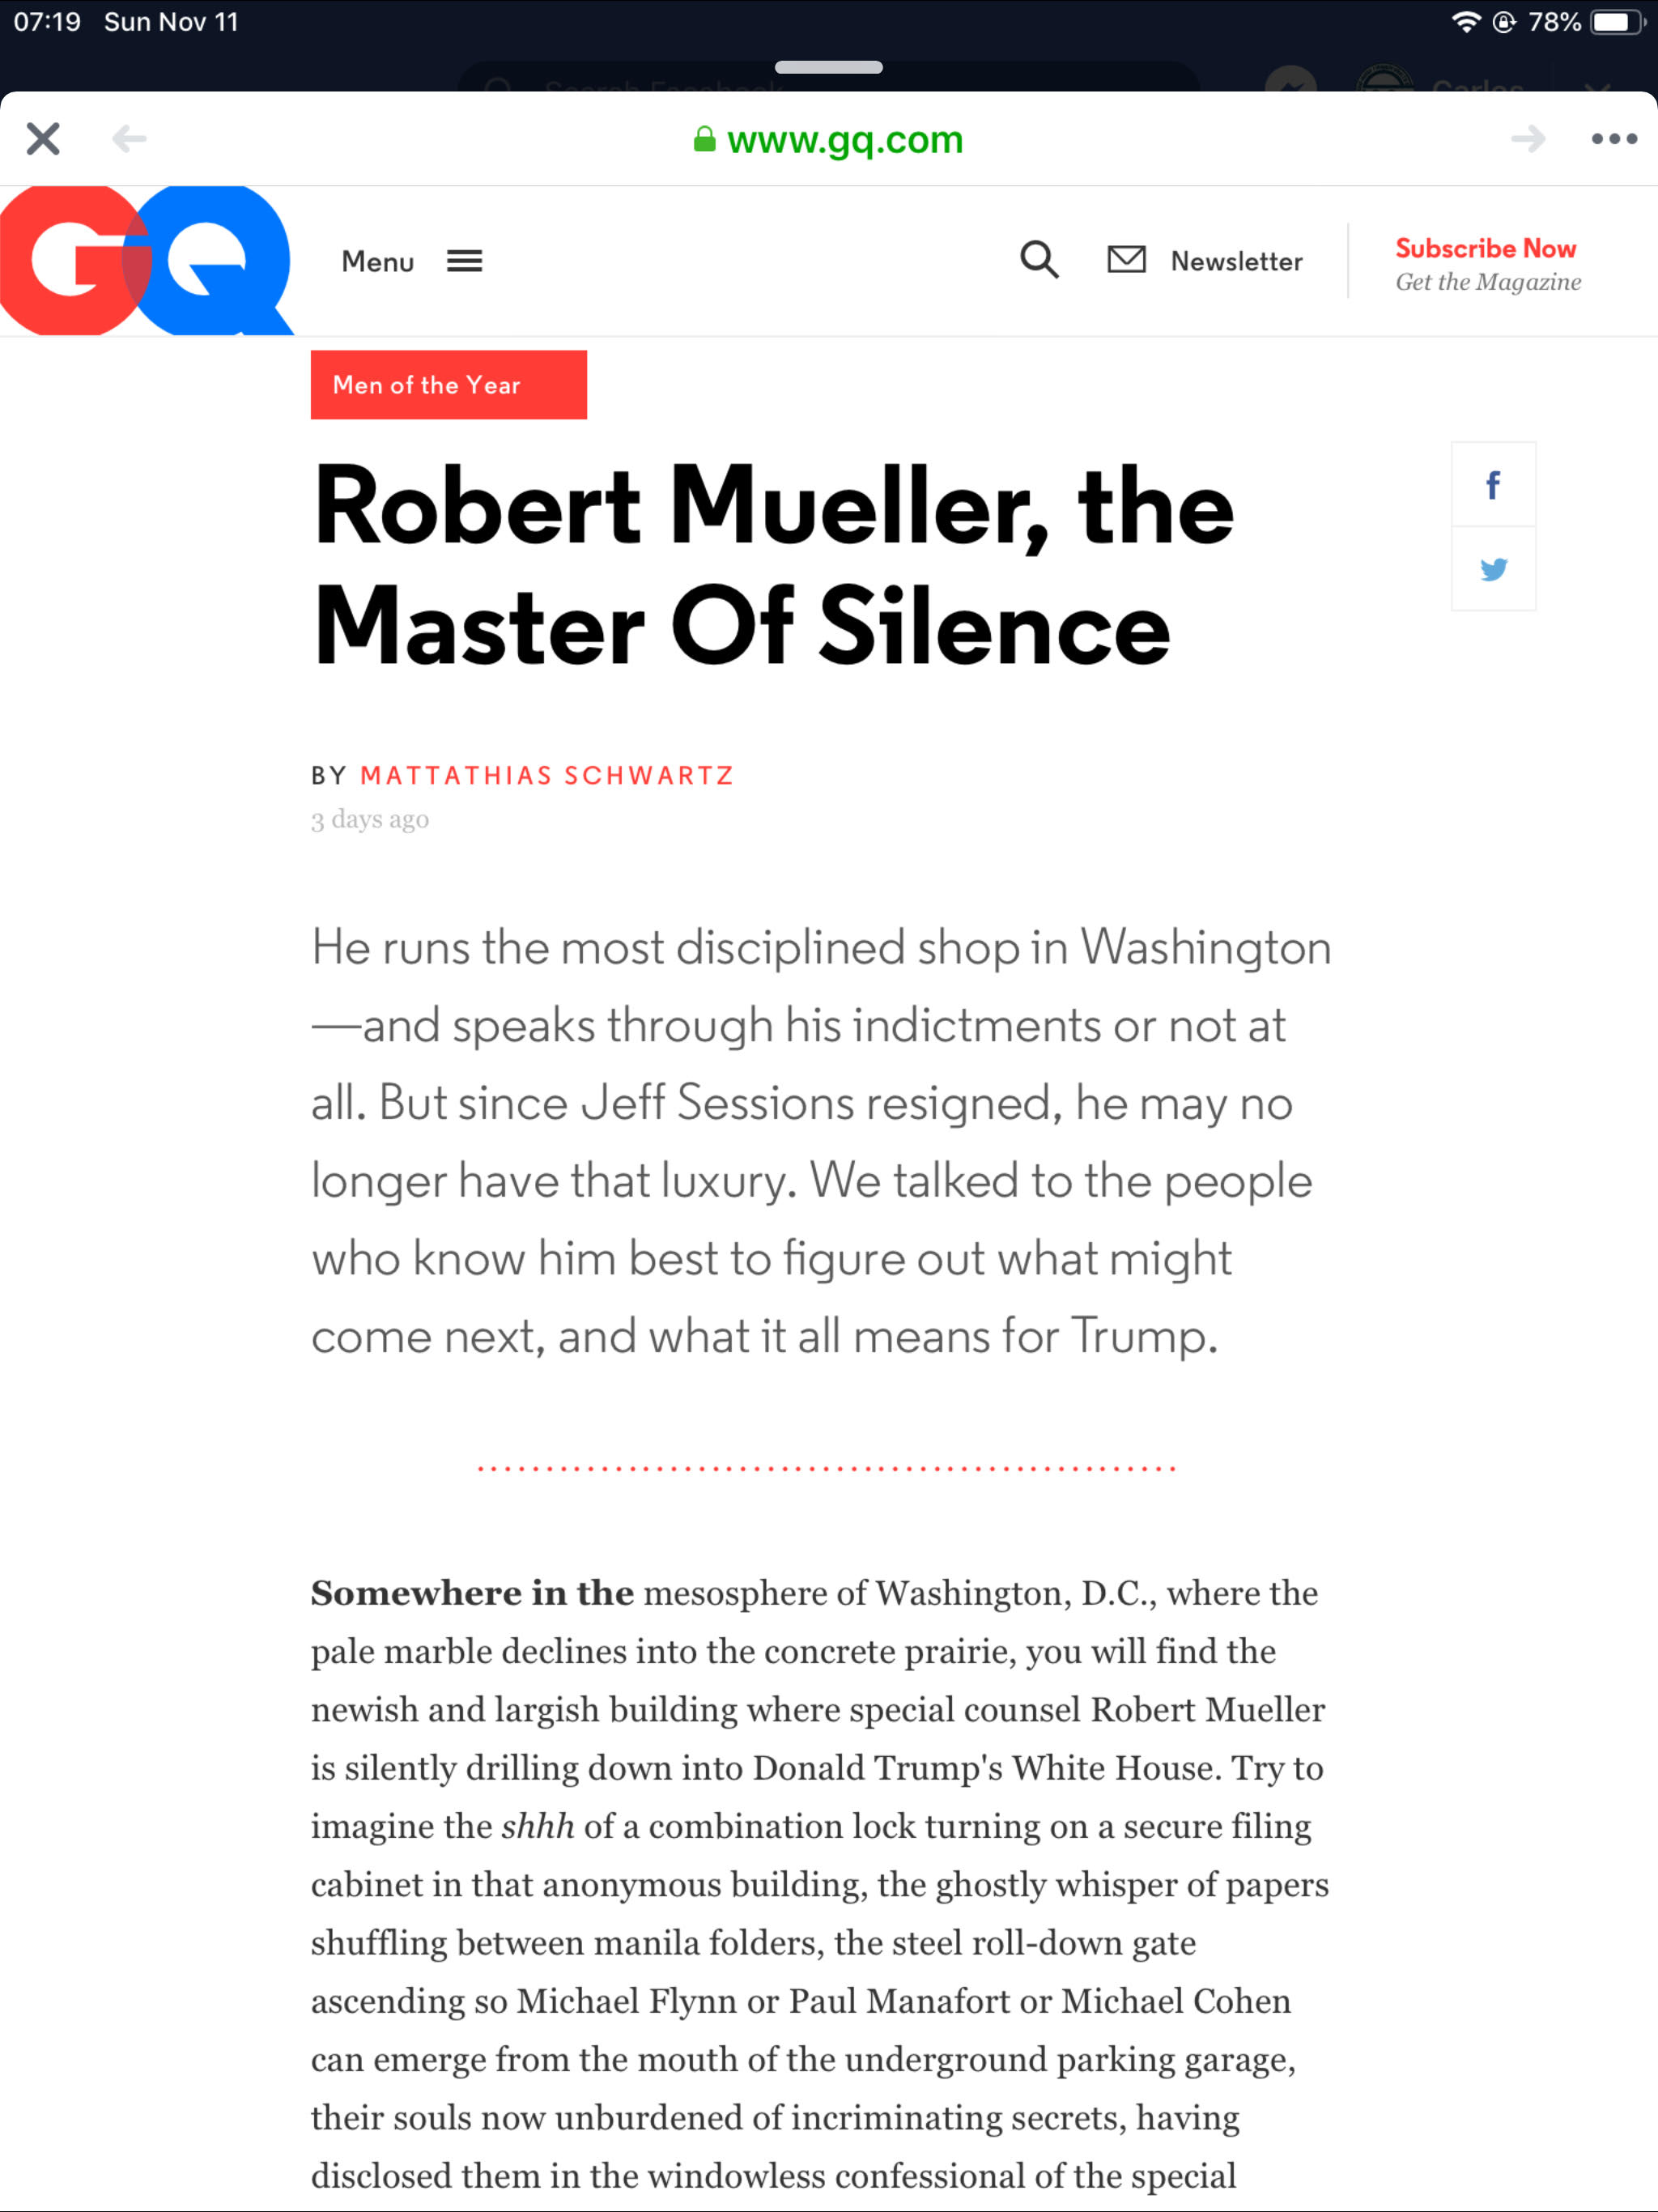 07:19 Sun Nov 11
78%
Search Facebook
Carlos
www.gq.com
GQ
Menu
Newsletter
Subscribe Now
Get the Magazine
Men of the Year
Robert Mueller, the
Master Of Silence
BY MATTATHIAS SCHWARTZ
3 days ago
He runs the most disciplined shop in Washington
—and speaks through his indictments or not at
all. But since Jeff Sessions resigned, he may no
longer have that luxury. We talked to the people
who know him best to figure out what might
come next, and what it all means for Trump.
Somewhere in the mesosphere of Washington, D.C., where the
pale marble declines into the concrete prairie, you will find the
newish and largish building where special counsel Robert Mueller
is silently drilling down into Donald Trump's White House. Try to
imagine the shhh of a combination lock turning on a secure filing
cabinet in that anonymous building, the ghostly whisper of papers
shuffling between manila folders, the steel roll-down gate
ascending so Michael Flynn or Paul Manafort or Michael Cohen
can emerge from the mouth of the underground parking garage,
their souls now unburdened of incriminating secrets, having
disclosed them in the windowless confessional of the special